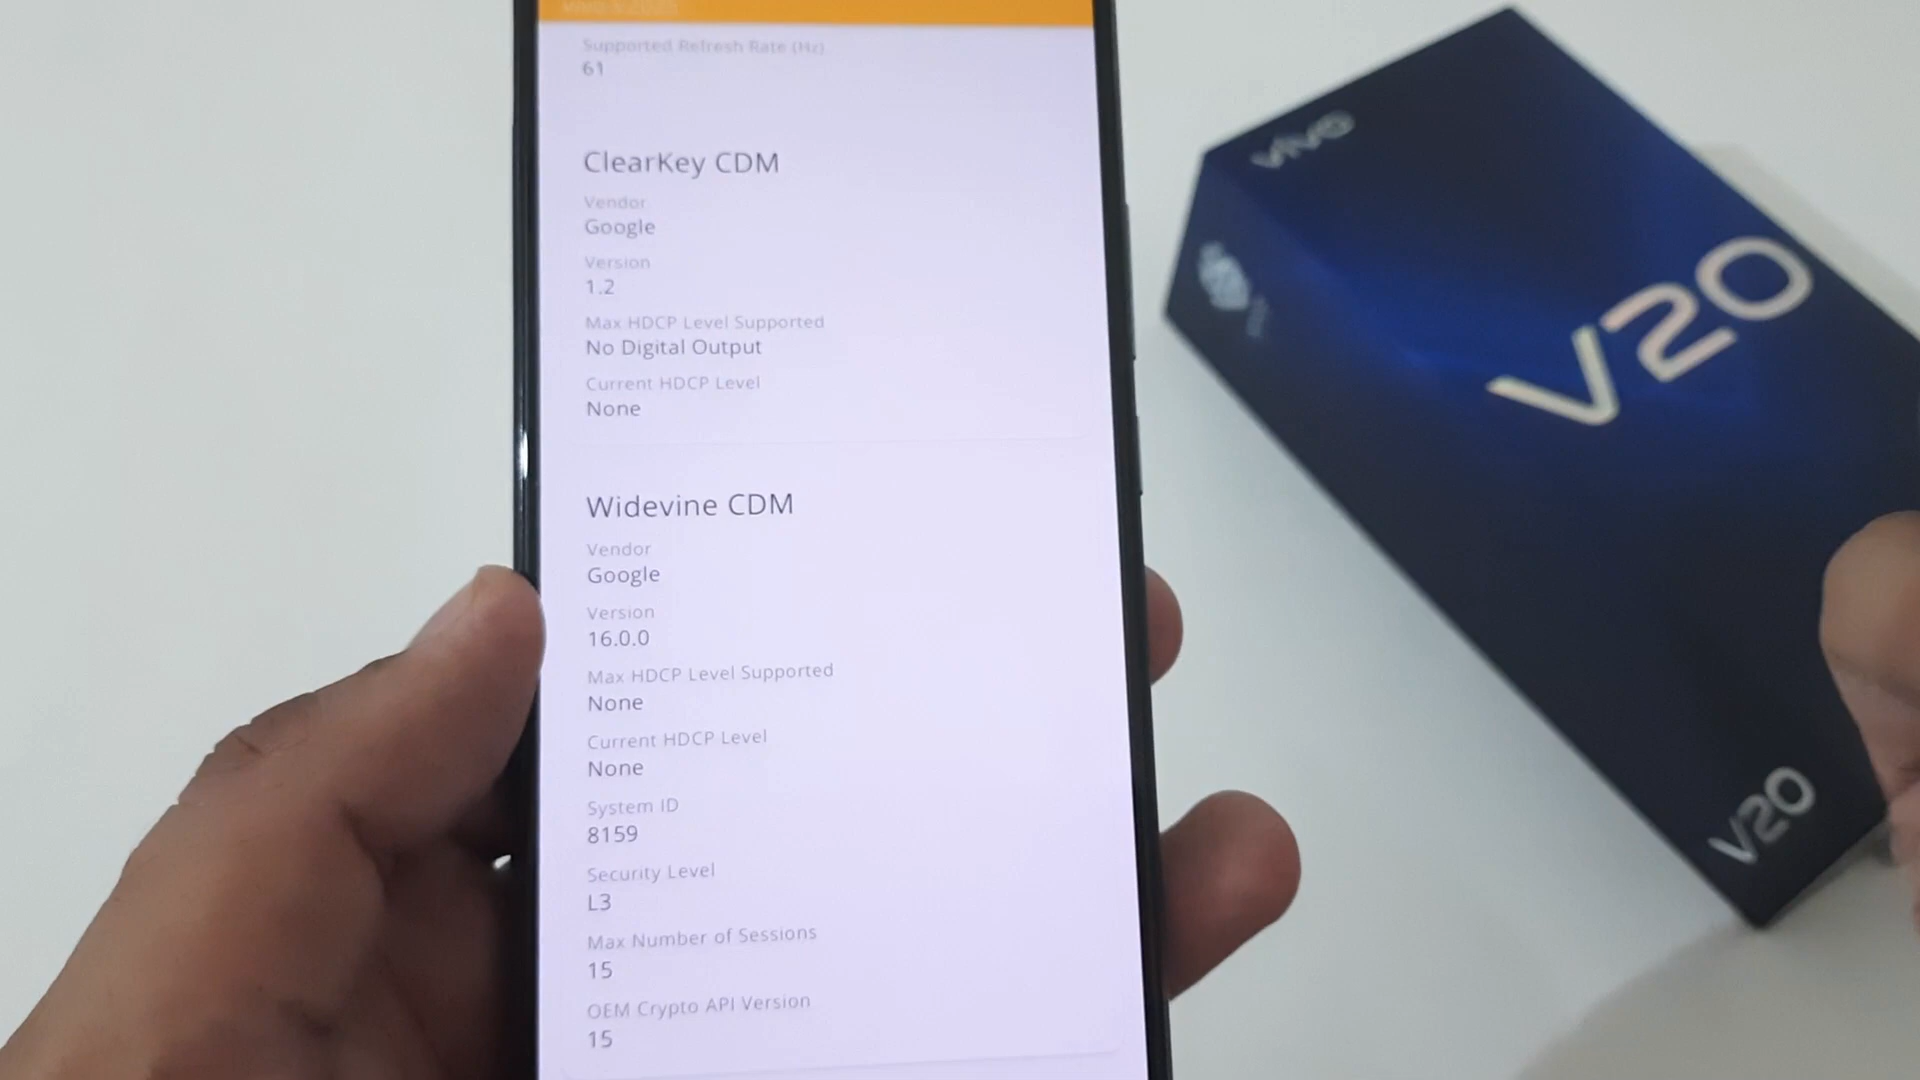 Supported Refresh Rate (Hz)
61
ClearKey CDM
Vendor
Google
Version
1.2
Max HDCP Level Supported
No Digital Output
Current HDCP Level
None
Widevine CDM
Vendor
Google
Version
16.0.0
Max HDCP Level Supported
None
Current HDCP Level
None
System ID
8159
Security Level
L3
Max Number of Sessions
15
OEM Crypto API Version
15
vivo
V20
V20